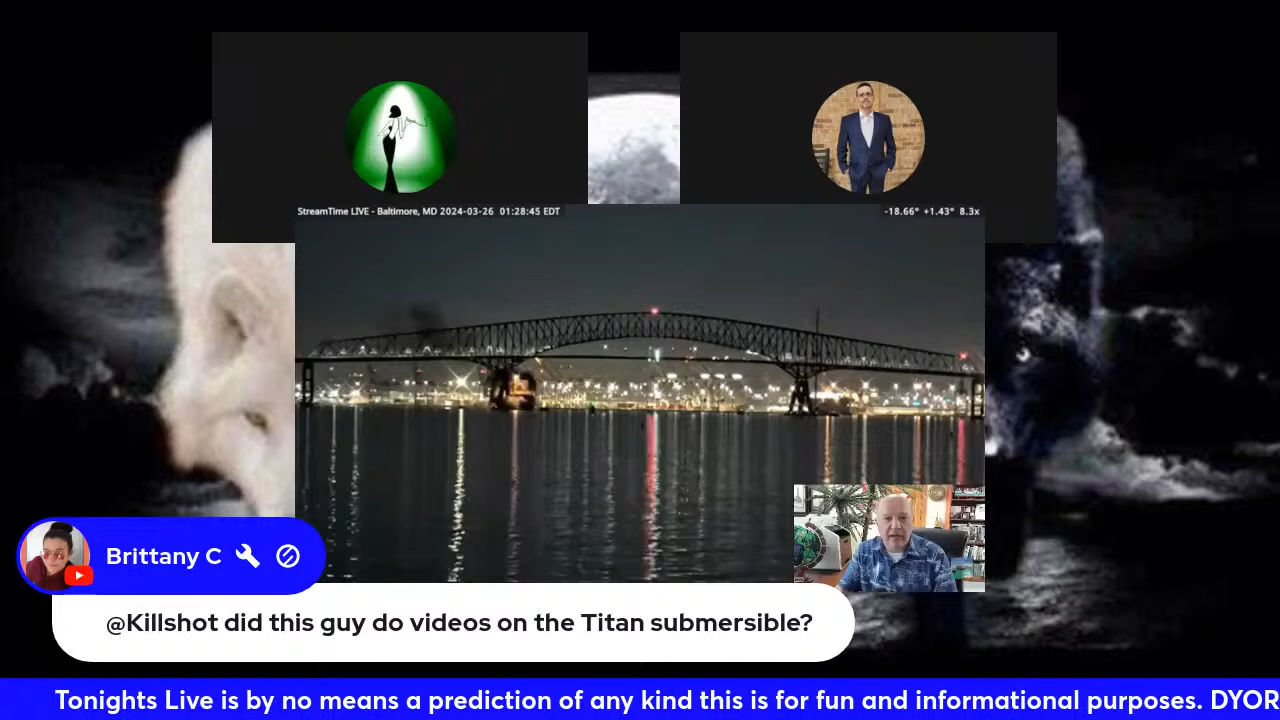 StreamTime LIVE - Baltimore, MD 2024-03-26 01:28:45 EDT
-18.66° +1.43° 8.3x
Brittany C
@Killshot did this guy do videos on the Titan submersible?
Tonights Live is by no means a prediction of any kind this is for fun and informational purposes. DYOR